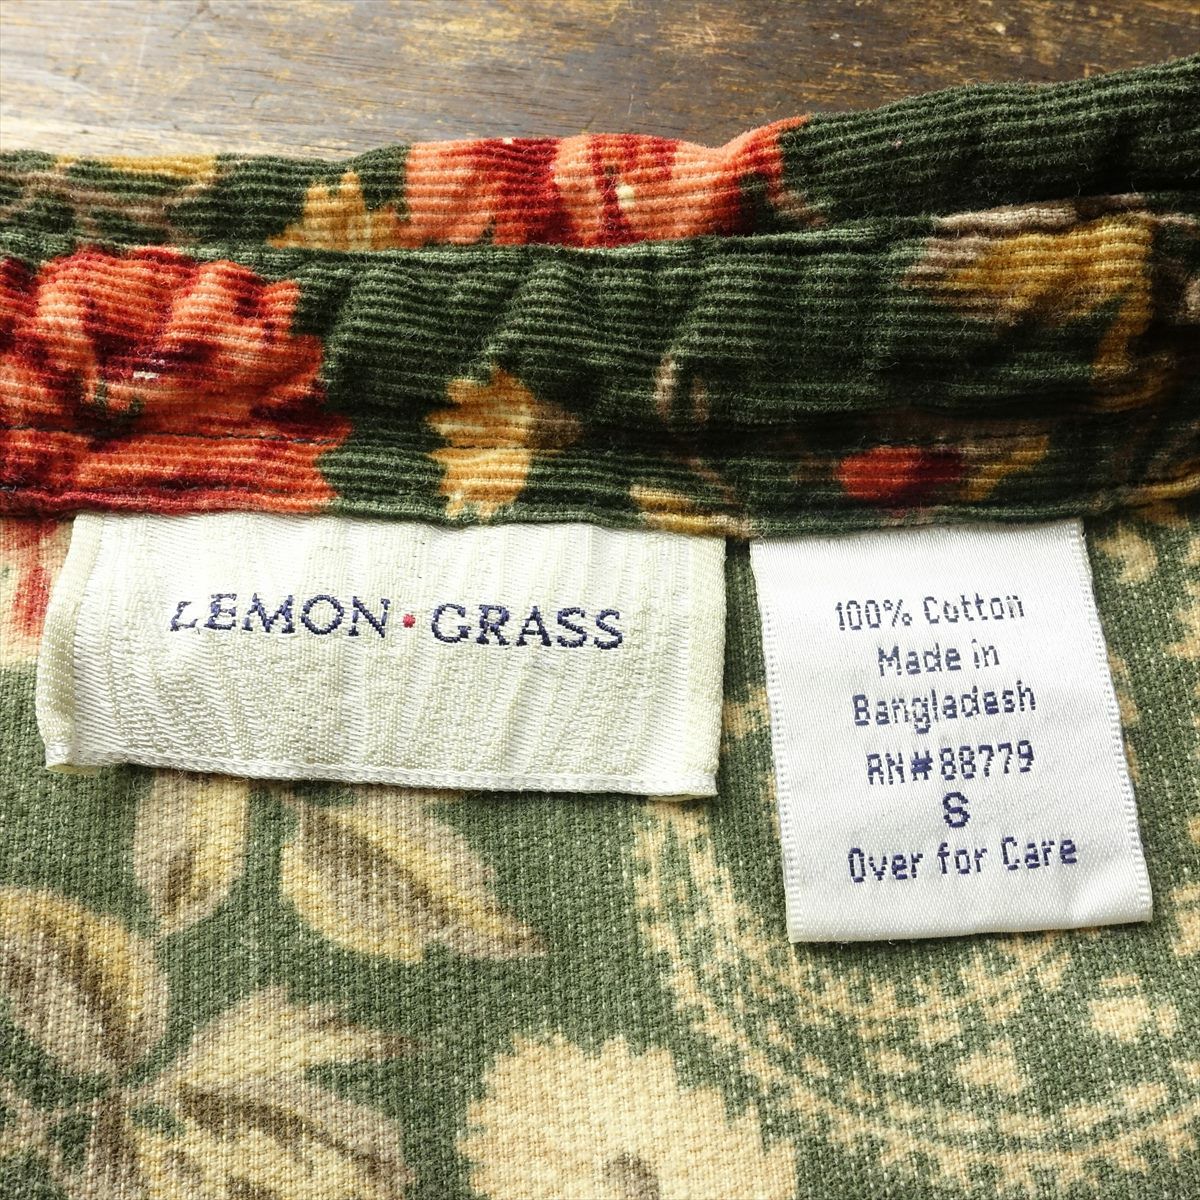 LEMON • GRASS
100% Cotton
Made in
Bangladesh
RN#88779
S
Over for Care